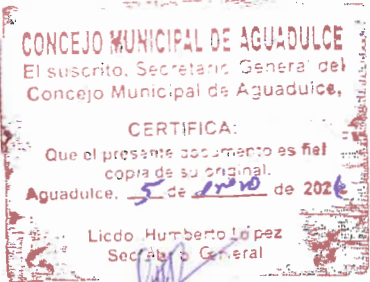 CONCEJO MUNICIPAL DE AGUADULCE
El suscrito, Secretario General del
Concejo Municipal de Aguadulce,
CERTIFICA:
Que el presente documento es fiel
copia de su original.
Aguadulce, 5 de enero de 2026
Licdo. Humberto López
Secretario General